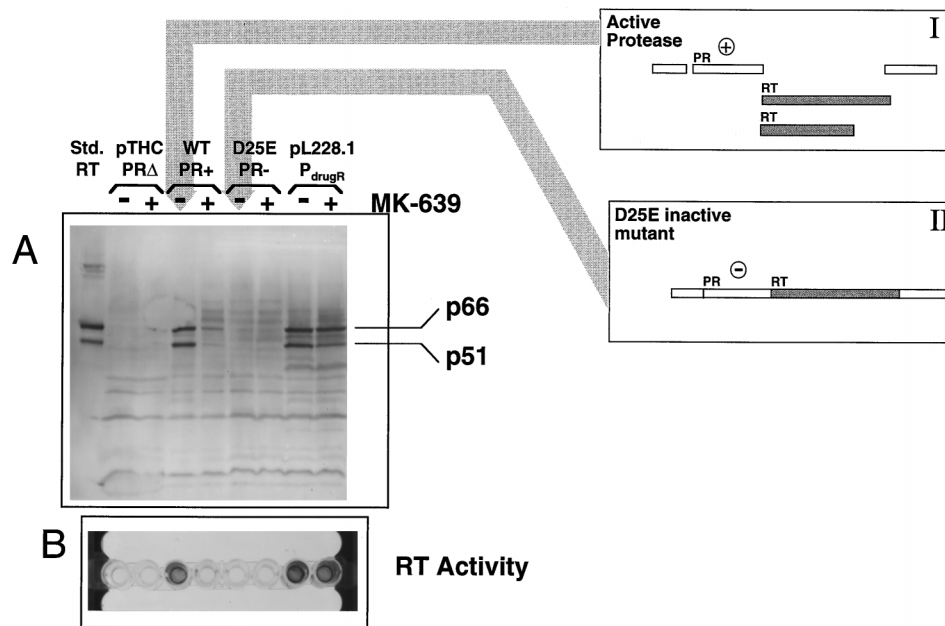 Active
Protease
I
PR
+
RT
RT
Std.
RT
pTHC
PRΔ
WT
PR+
D25E
PR-
pL228.1
PdrugR
- + - + - + - +
MK-639
D25E inactive
mutant
II
PR
-
RT
A
p66
p51
B
RT Activity